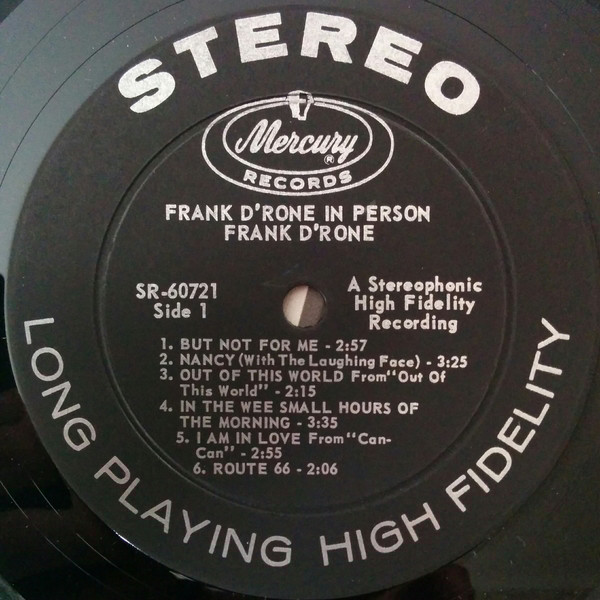 STEREO
Mercury ®
RECORDS
FRANK D'RONE IN PERSON
FRANK D'RONE
SR-60721
Side 1
A Stereophonic
High Fidelity
Recording
1. BUT NOT FOR ME - 2:57
2. NANCY (With The Laughing Face) - 3:25
3. OUT OF THIS WORLD From "Out Of
This World" - 2:15
4. IN THE WEE SMALL HOURS OF
THE MORNING - 3:35
5. I AM IN LOVE From "Can-
Can" - 2:55
6. ROUTE 66 - 2:06
LONG PLAYING HIGH FIDELITY